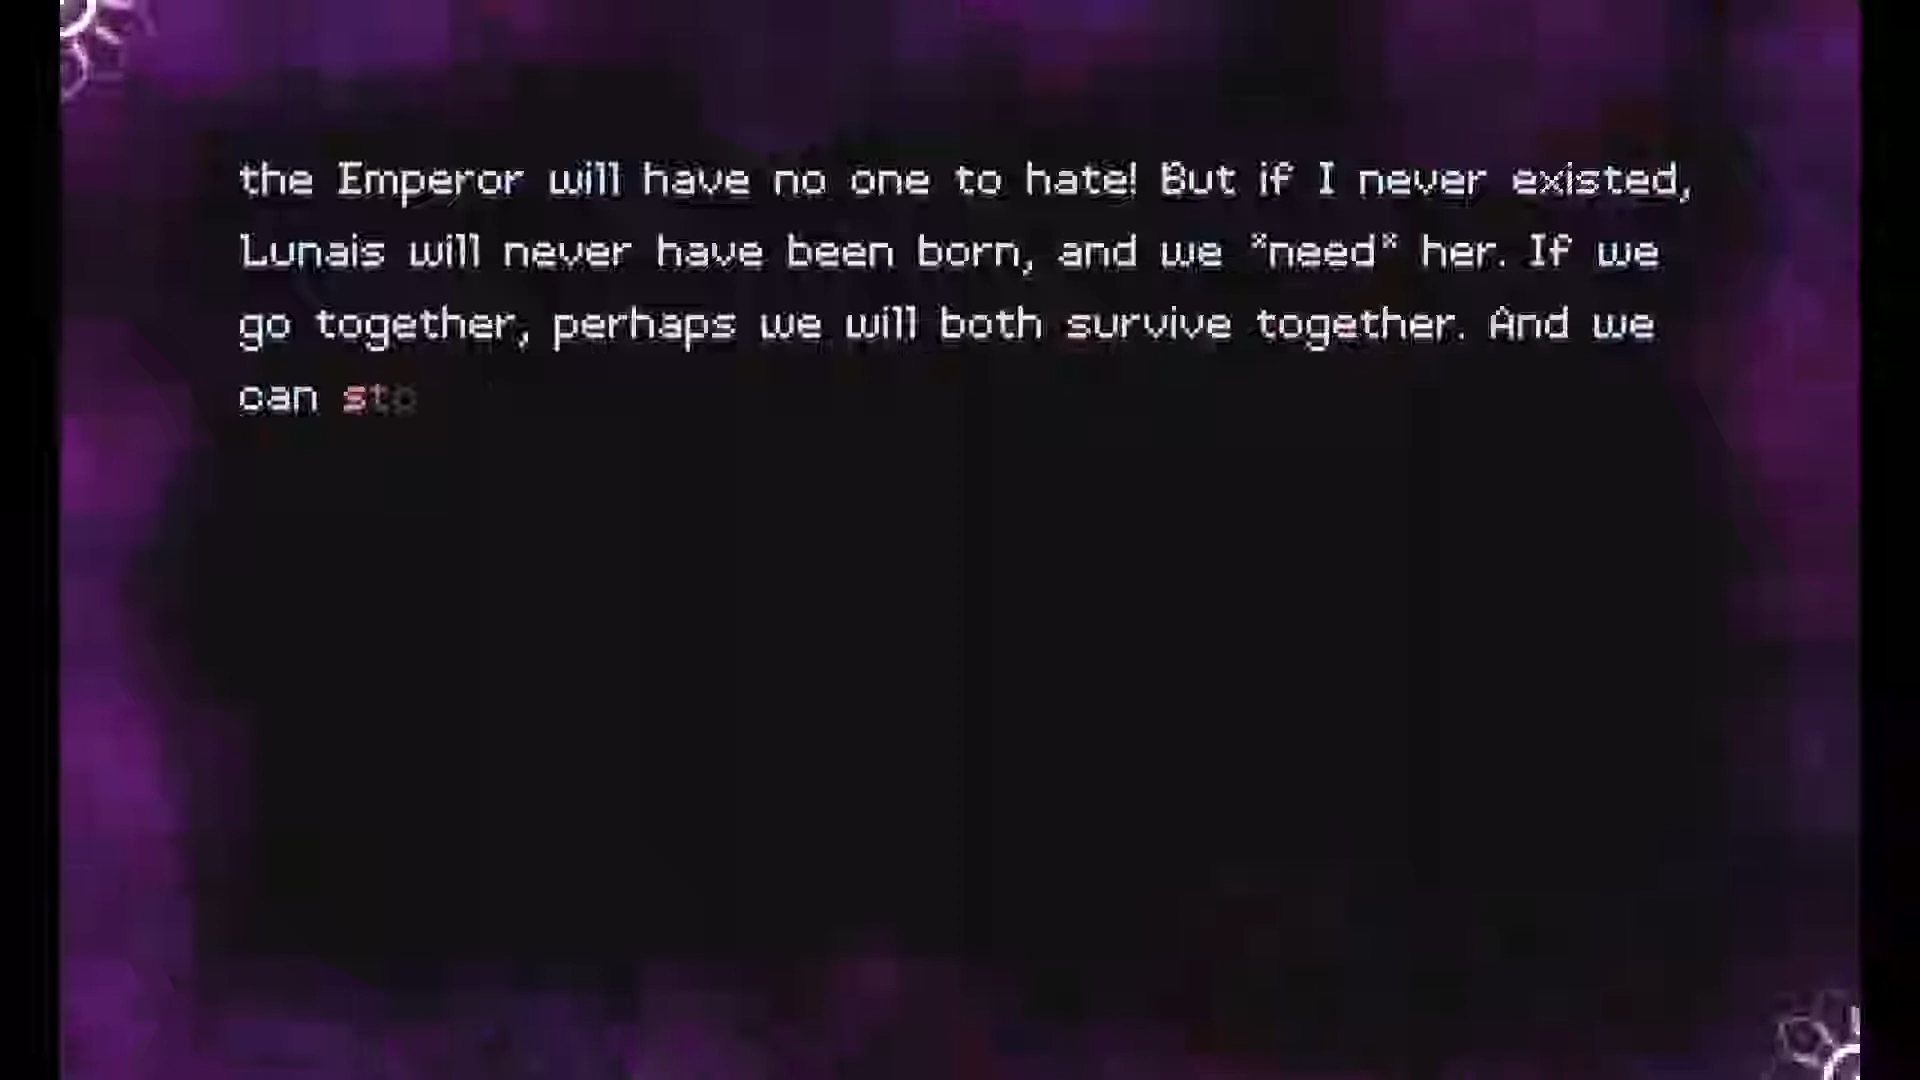 the Emperor will have no one to hate! But if I never existed,
Lunais will never have been born, and we *need* her. If we
go together, perhaps we will both survive together. And we
can sto